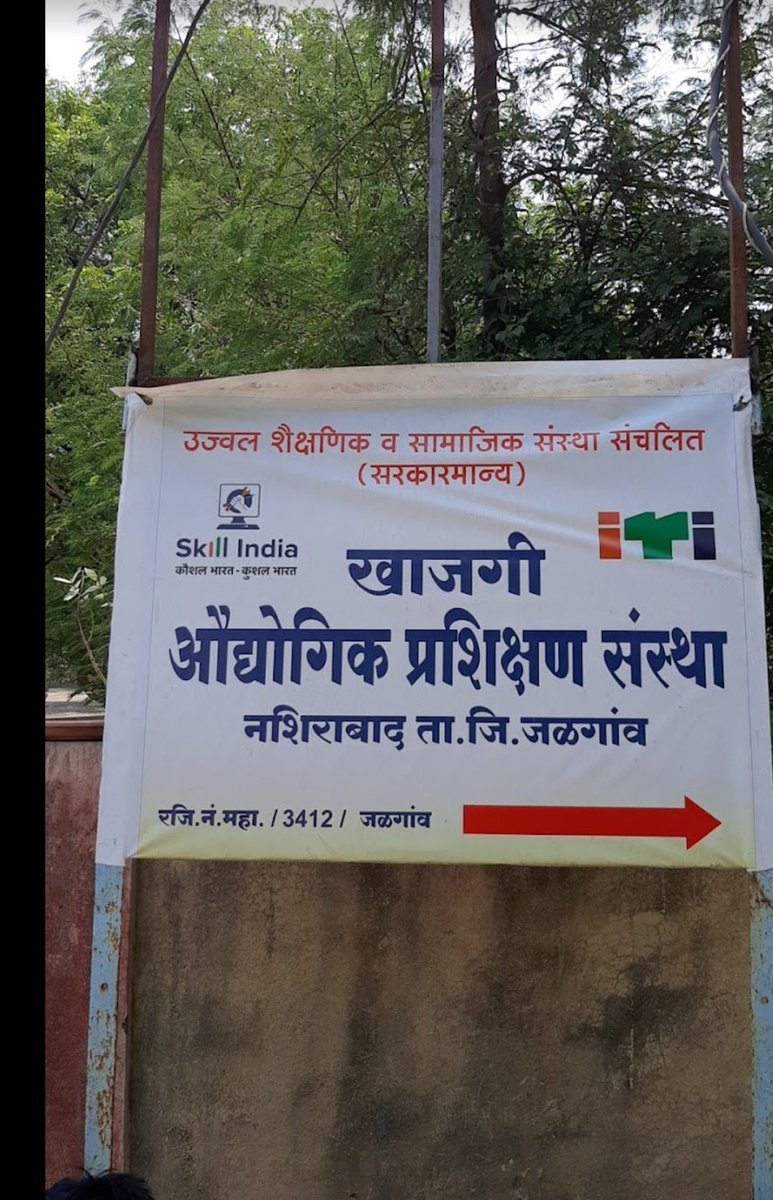 उज्वल शैक्षणिक व सामाजिक संस्था संचलित
(सरकारमान्य)
Skill India
कौशल भारत - कुशल भारत
iTi
खाजगी
औद्योगिक प्रशिक्षण संस्था
नशिराबाद ता.जि.जळगांव
रजि.नं.महा. / 3412 / जळगांव